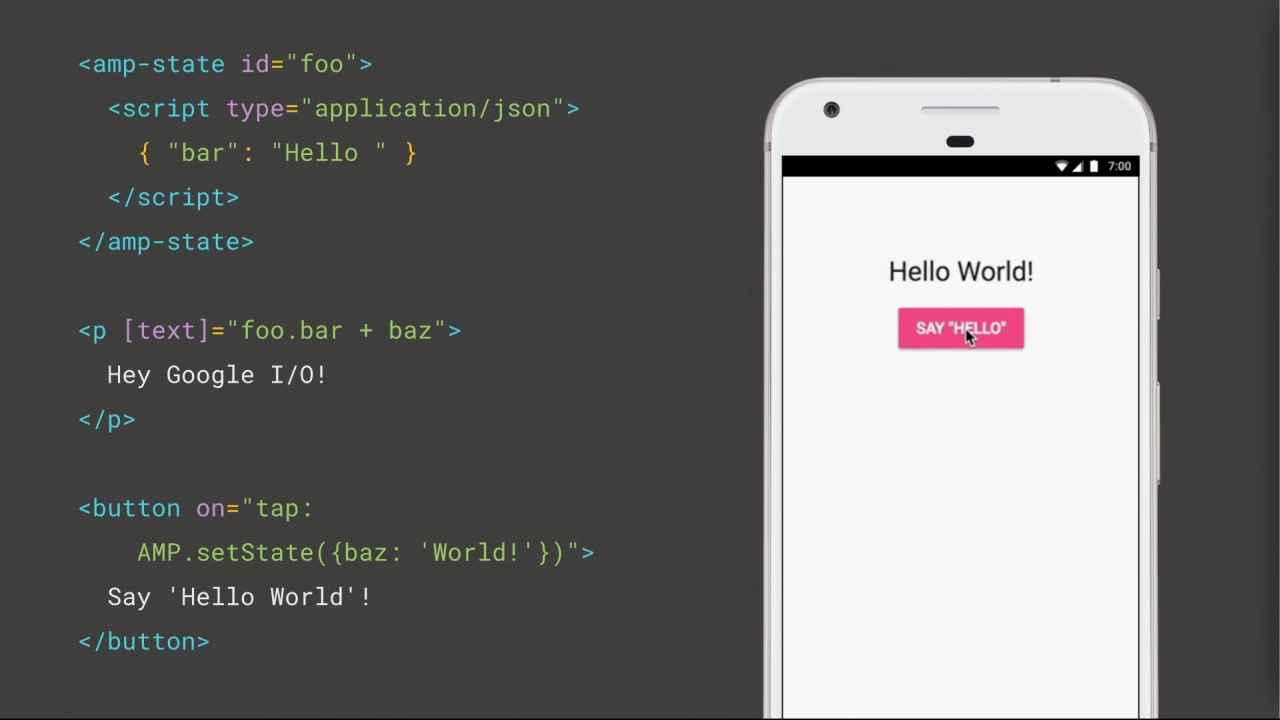 <amp-state id="foo">
<script type="application/json">
{ "bar": "Hello " }
</script>
</amp-state>
<p [text]="foo.bar + baz">
Hey Google I/O!
</p>
<button on="tap:
AMP.setState({baz: 'World!'})">
Say 'Hello World'!
</button>
7:00
Hello World!
SAY "HELLO"